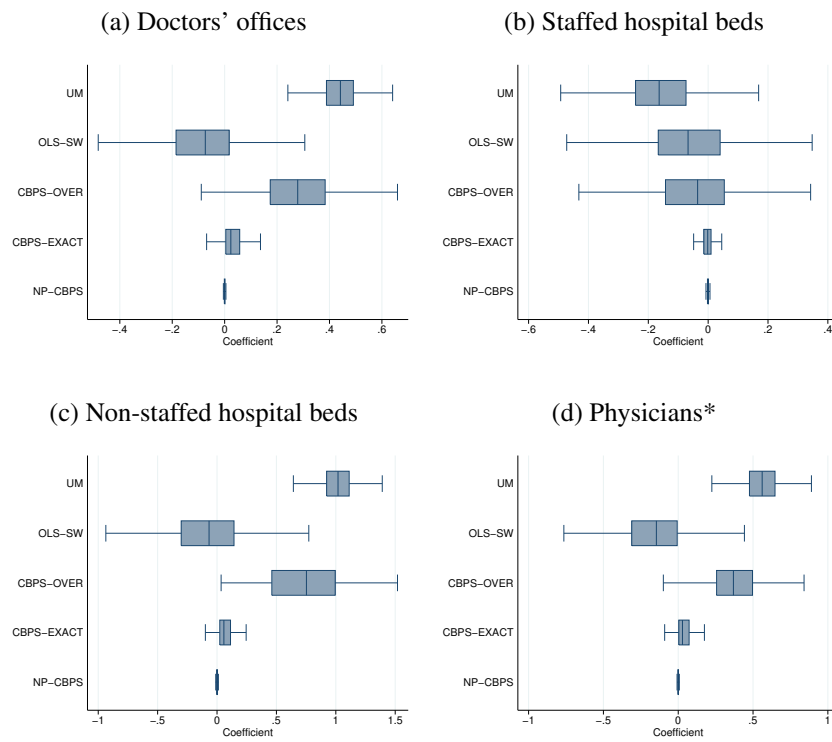 (a) Doctors' offices
UM
OLS−SW
CBPS−OVER
CBPS−EXACT
NP−CBPS
−.4 −.2 0 .2 .4 .6
Coefficient
(b) Staffed hospital beds
UM
OLS−SW
CBPS−OVER
CBPS−EXACT
NP−CBPS
−.6 −.4 −.2 0 .2 .4
Coefficient
(c) Non-staffed hospital beds
UM
OLS−SW
CBPS−OVER
CBPS−EXACT
NP−CBPS
−1 −.5 0 .5 1 1.5
Coefficient
(d) Physicians*
UM
OLS−SW
CBPS−OVER
CBPS−EXACT
NP−CBPS
−1 −.5 0 .5 1
Coefficient